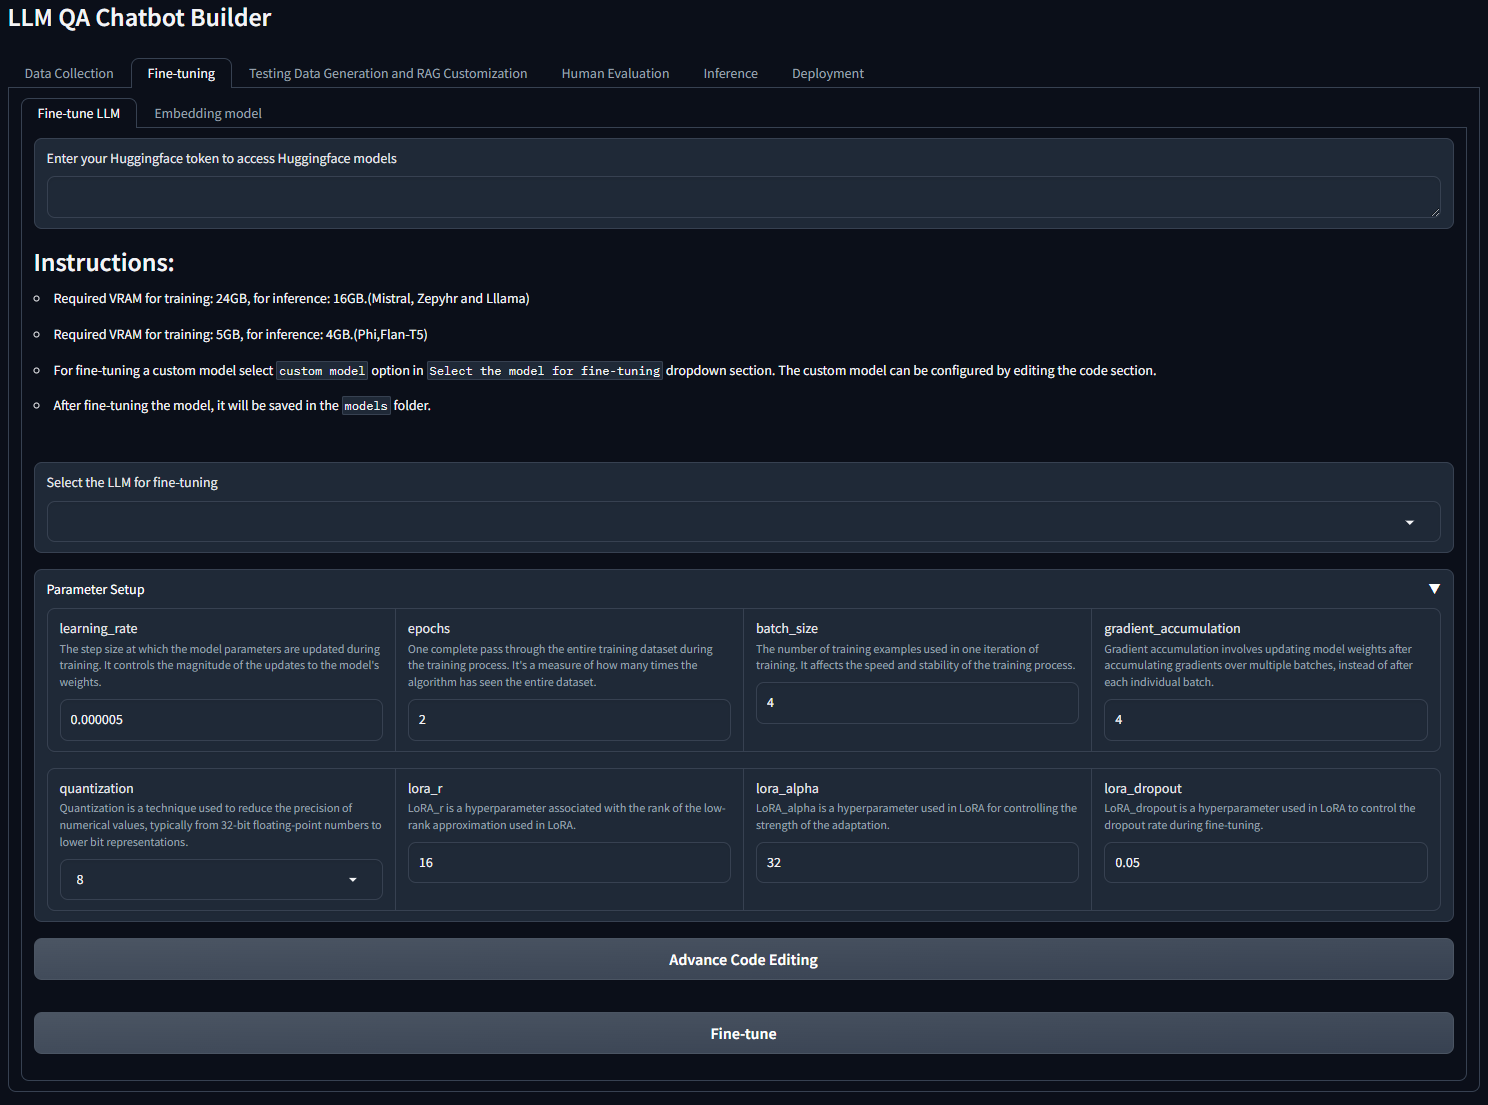 LLM QA Chatbot Builder
Data Collection
Fine-tuning
Testing Data Generation and RAG Customization
Human Evaluation
Inference
Deployment
Fine-tune LLM
Embedding model
Enter your Huggingface token to access Huggingface models
Instructions:
Required VRAM for training: 24GB, for inference: 16GB.(Mistral, Zepyhr and Lllama)
Required VRAM for training: 5GB, for inference: 4GB.(Phi,Flan-T5)
For fine-tuning a custom model select custom model option in Select the model for fine-tuning dropdown section. The custom model can be configured by editing the code section.
After fine-tuning the model, it will be saved in the models folder.
Select the LLM for fine-tuning
Parameter Setup
learning_rate
The step size at which the model parameters are updated during
training. It controls the magnitude of the updates to the model's
weights.
0.000005
epochs
One complete pass through the entire training dataset during
the training process. It's a measure of how many times the
algorithm has seen the entire dataset.
2
batch_size
The number of training examples used in one iteration of
training. It affects the speed and stability of the training process.
4
gradient_accumulation
Gradient accumulation involves updating model weights after
accumulating gradients over multiple batches, instead of after
each individual batch.
4
quantization
Quantization is a technique used to reduce the precision of
numerical values, typically from 32-bit floating-point numbers to
lower bit representations.
8
lora_r
LoRA_r is a hyperparameter associated with the rank of the low-
rank approximation used in LoRA.
16
lora_alpha
LoRA_alpha is a hyperparameter used in LoRA for controlling the
strength of the adaptation.
32
lora_dropout
LoRA_dropout is a hyperparameter used in LoRA to control the
dropout rate during fine-tuning.
0.05
Advance Code Editing
Fine-tune